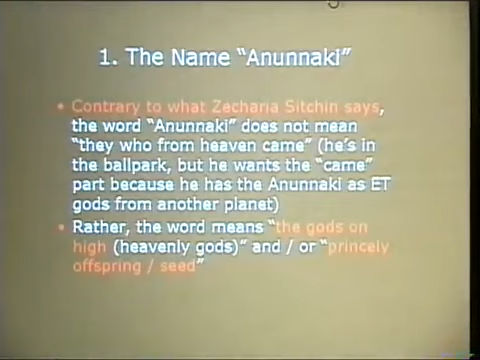 1. The Name “Anunnaki”
• Contrary to what Zecharia Sitchin says,
the word “Anunnaki” does not mean
“they who from heaven came” (he’s in
the ballpark, but he wants the “came”
part because he has the Anunnaki as ET
gods from another planet)
• Rather, the word means “the gods on
high (heavenly gods)” and / or “princely
offspring / seed”